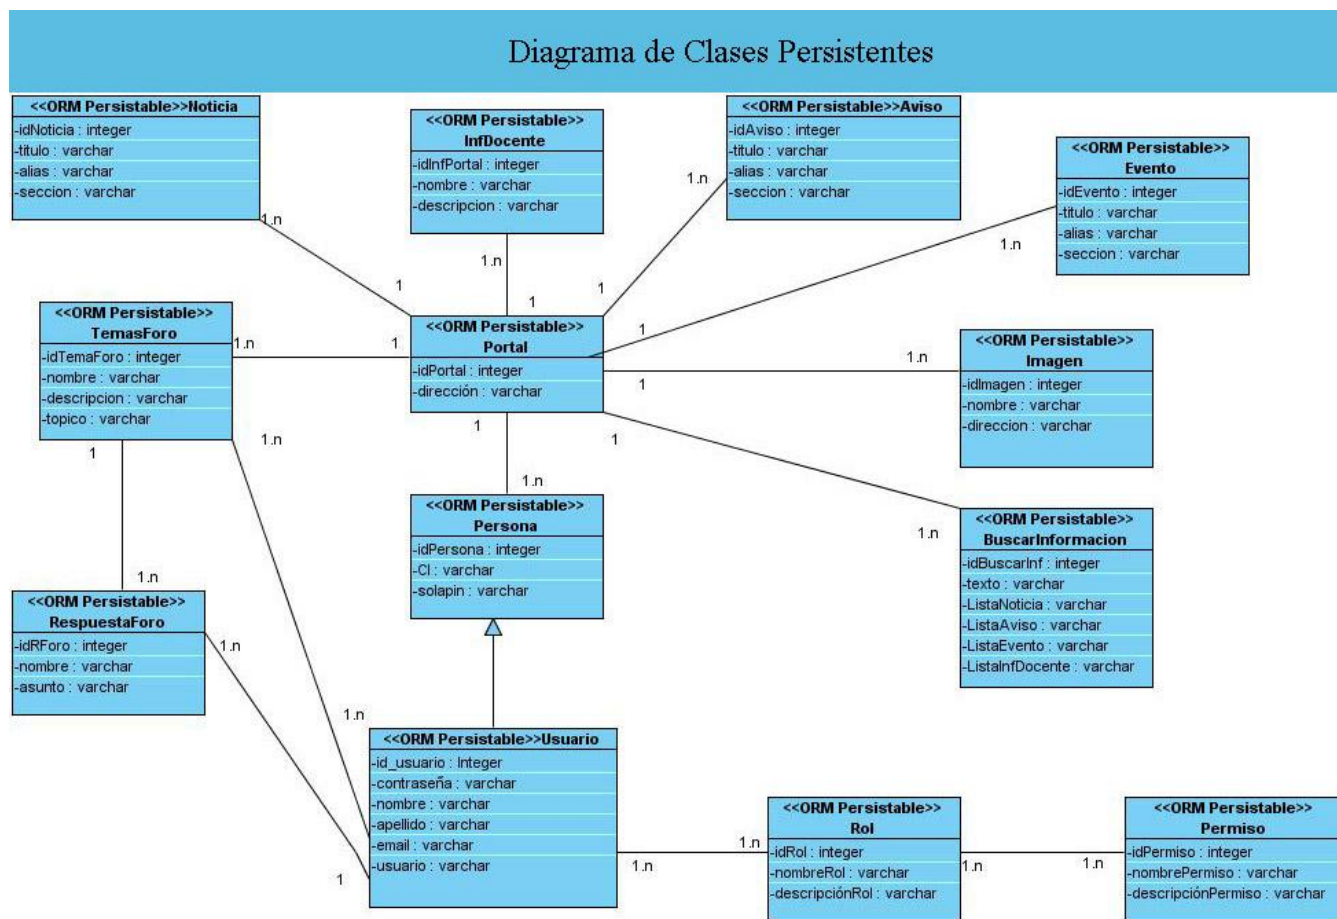 Diagrama de Clases Persistentes
<<ORM Persistable>>Noticia
-idNoticia : integer
-titulo : varchar
-alias : varchar
-seccion : varchar
<<ORM Persistable>>
InfDocente
-idInfPortal : integer
-nombre : varchar
-descripcion : varchar
<<ORM Persistable>>Aviso
-idAviso : integer
-titulo : varchar
-alias : varchar
-seccion : varchar
<<ORM Persistable>>
Evento
-idEvento : integer
-titulo : varchar
-alias : varchar
-seccion : varchar
1.n
1
1.n
1
1.n
1
1.n
1
<<ORM Persistable>>
TemasForo
-idTemaForo : integer
-nombre : varchar
-descripcion : varchar
-topico : varchar
1.n
1
<<ORM Persistable>>
Portal
-idPortal : integer
-dirección : varchar
1.n
1
<<ORM Persistable>>
Imagen
-idImagen : integer
-nombre : varchar
-direccion : varchar
1
1.n
1
1.n
1
1.n
<<ORM Persistable>>
Persona
-idPersona : integer
-CI : varchar
-solapin : varchar
<<ORM Persistable>>
BuscarInformacion
-idBuscarInf : integer
-texto : varchar
-ListaNoticia : varchar
-ListaAviso : varchar
-ListaEvento : varchar
-ListaInfDocente : varchar
1.n
<<ORM Persistable>>
RespuestaForo
-idRForo : integer
-nombre : varchar
-asunto : varchar
1.n
1.n
1
<<ORM Persistable>>Usuario
-id_usuario : Integer
-contraseña : varchar
-nombre : varchar
-apellido : varchar
-email : varchar
-usuario : varchar
1.n
1.n
<<ORM Persistable>>
Rol
-idRol : integer
-nombreRol : varchar
-descripciónRol : varchar
1.n
1.n
<<ORM Persistable>>
Permiso
-idPermiso : integer
-nombrePermiso : varchar
-descripciónPermiso : varchar